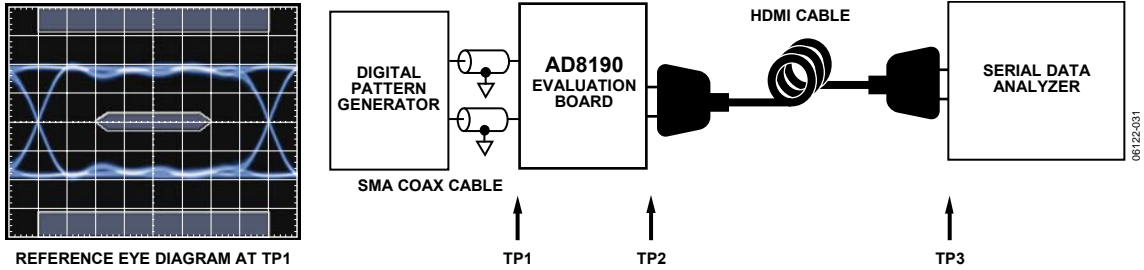 REFERENCE EYE DIAGRAM AT TP1
DIGITAL
PATTERN
GENERATOR
SMA COAX CABLE
AD8190
EVALUATION
BOARD
HDMI CABLE
SERIAL DATA
ANALYZER
TP1
TP2
TP3
06122-031